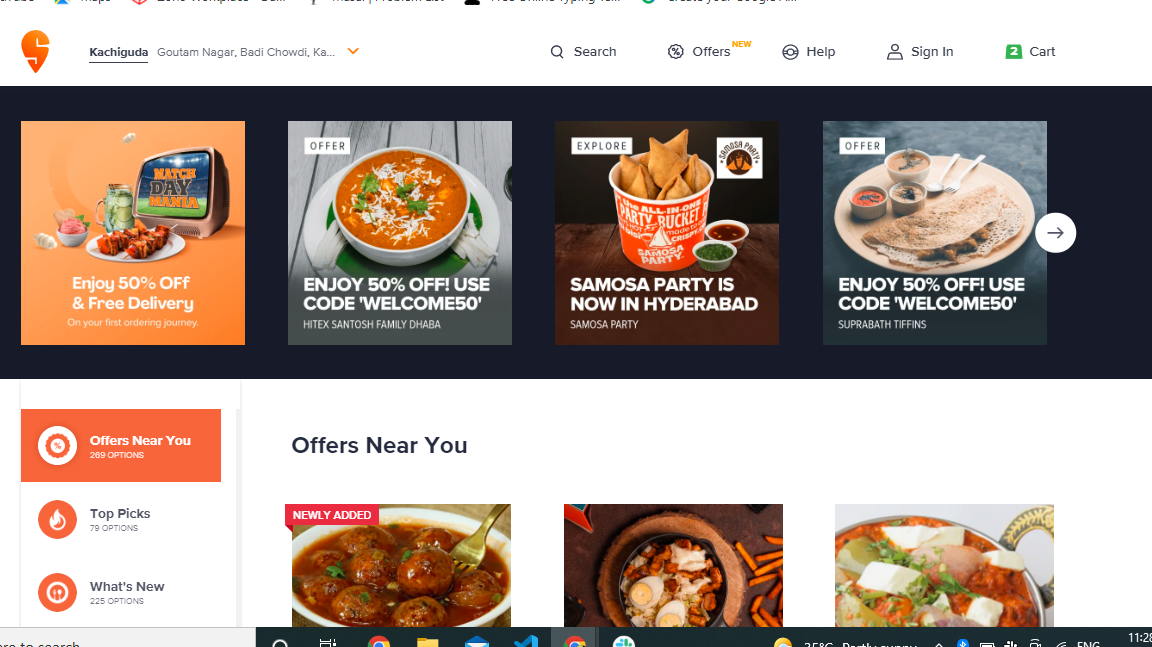 Kachiguda Goutam Nagar, Badi Chowdi, Ka...
Search
Offers NEW
Help
Sign In
2 Cart
MATCH
DAY
MANIA
Enjoy 50% OFf
& Free Delivery
On your first ordering journey.
OFFER
ENJOY 50% OFF! USE
CODE 'WELCOME50'
HITEX SANTOSH FAMILY DHABA
EXPLORE
SAMOSA PARTY
the ALL-IN-ONE
PARTY BUCKET
SAMOSA
PARTY.
SAMOSA PARTY IS
NOW IN HYDERABAD
SAMOSA PARTY
OFFER
ENJOY 50% OFF! USE
CODE 'WELCOME50'
SUPRABATH TIFFINS
Offers Near You
269 OPTIONS
Top Picks
79 OPTIONS
What's New
225 OPTIONS
Offers Near You
NEWLY ADDED
to search
35°C Partly sunny
ENG
11:28